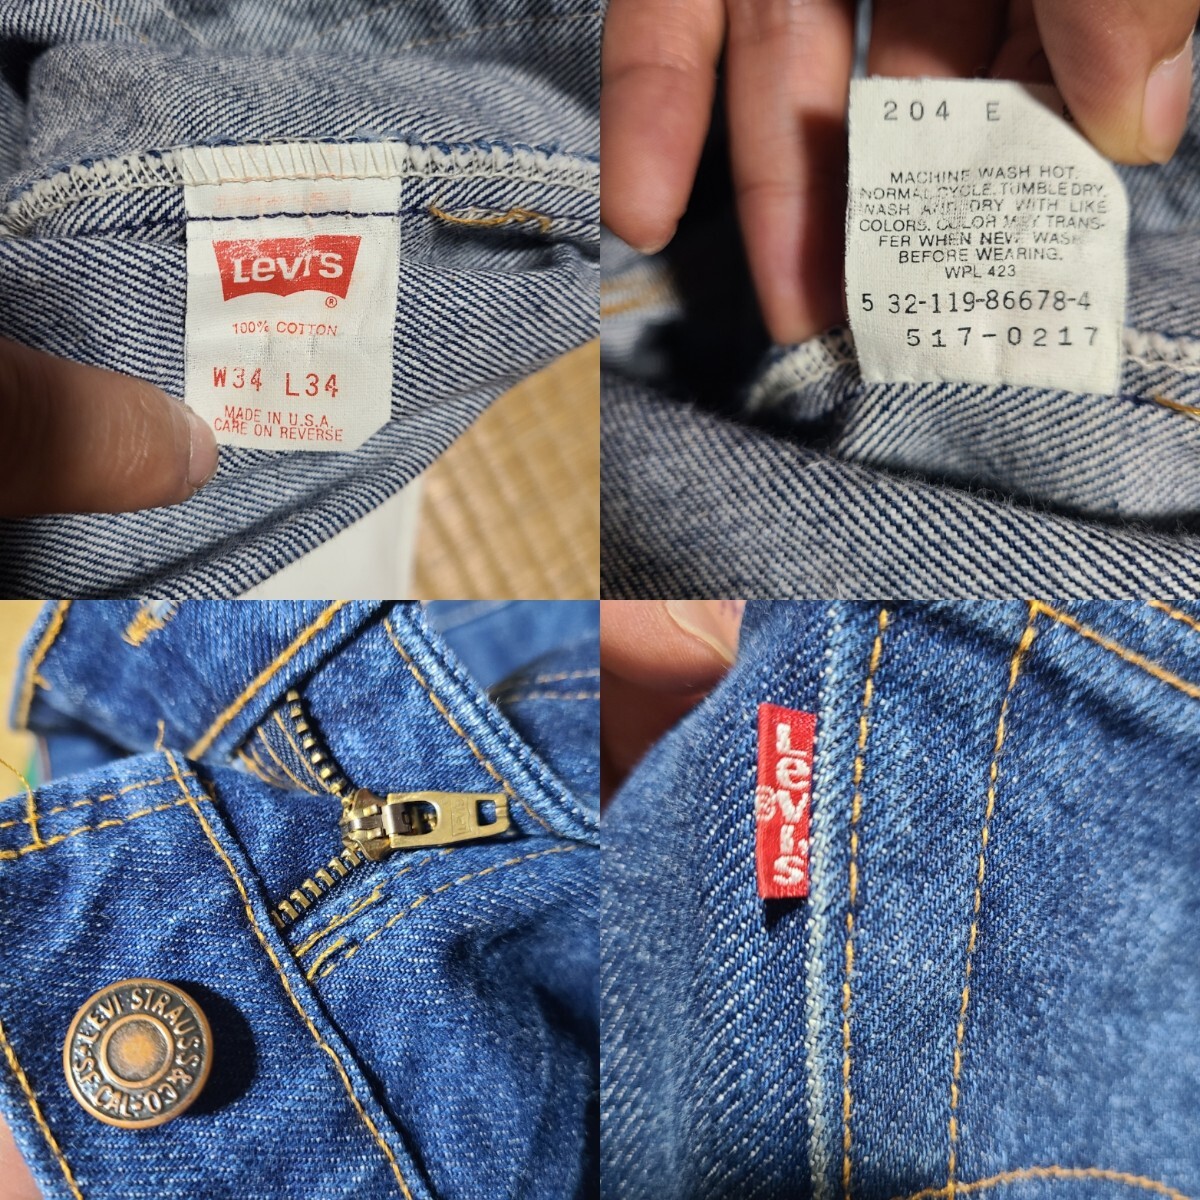 Levi's
®
100% COTTON
W34 L34
MADE IN U.S.A.
CARE ON REVERSE
204 E
MACHINE WASH HOT.
NORMAL CYCLE. TUMBLE DRY.
WASH AND DRY WITH LIKE
COLORS. COLOR MAY TRANS-
FER WHEN NEW. WASH
BEFORE WEARING.
WPL 423
5 32-119-86678-4
517-0217
LEVI STRAUSS & CO
S.F. CAL
Levi's
®